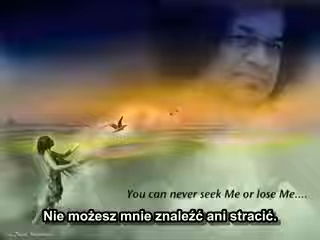 You can never seek Me or lose Me....
Nie możesz mnie znaleźć ani stracić.